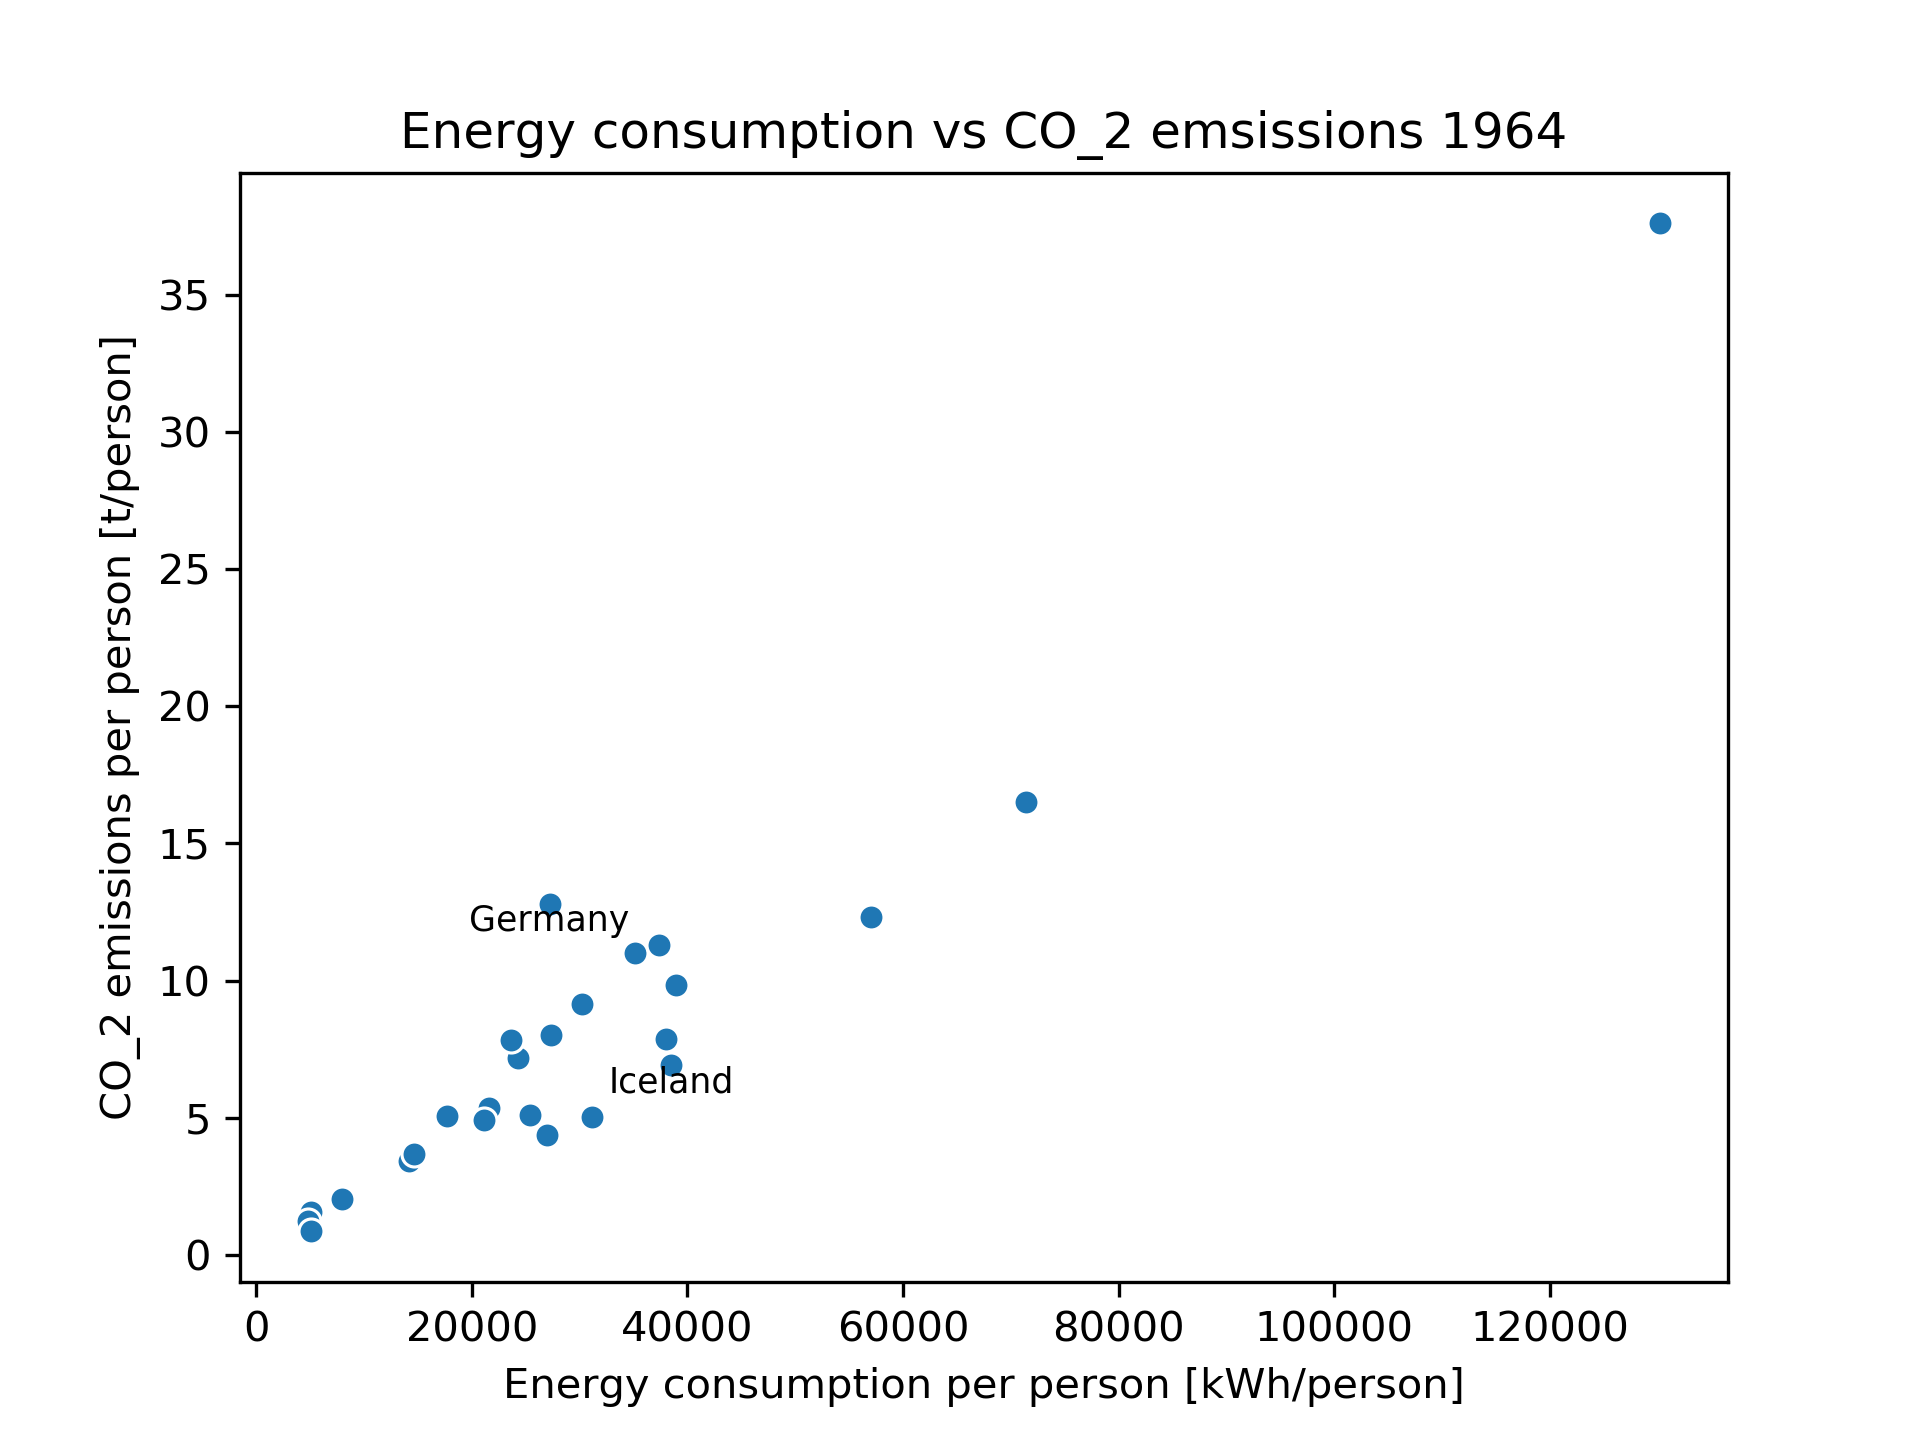 Energy consumption vs CO_2 emsissions 1964
CO_2 emissions per person [t/person]
35
30
25
20
15
10
5
0
Germany
Iceland
0 20000 40000 60000 80000 100000 120000
Energy consumption per person [kWh/person]